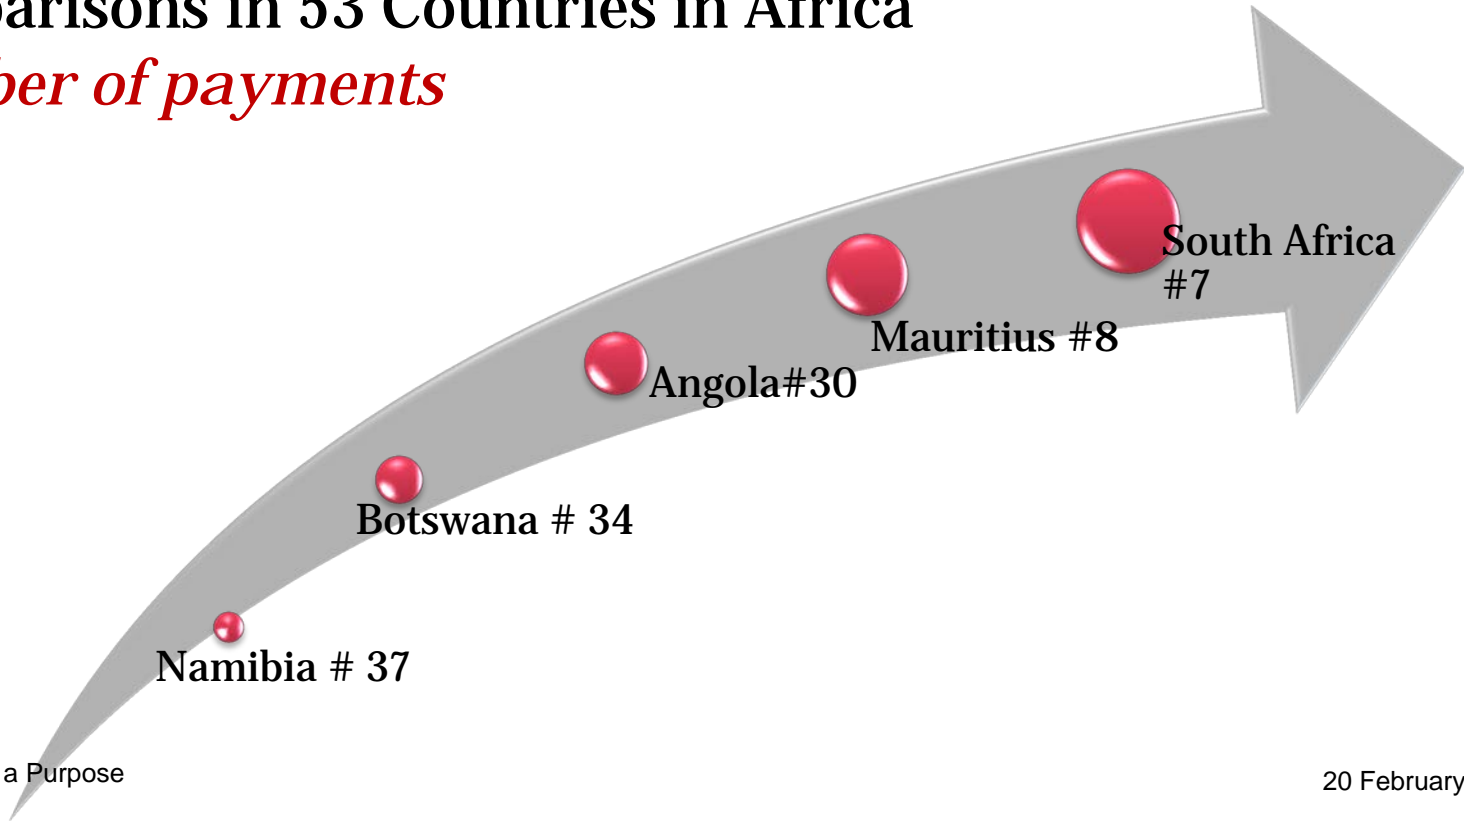 parisons in 53 Countries in Africa
ber of payments
South Africa
#7
Mauritius #8
Angola#30
Botswana # 34
Namibia # 37
a Purpose
20 February